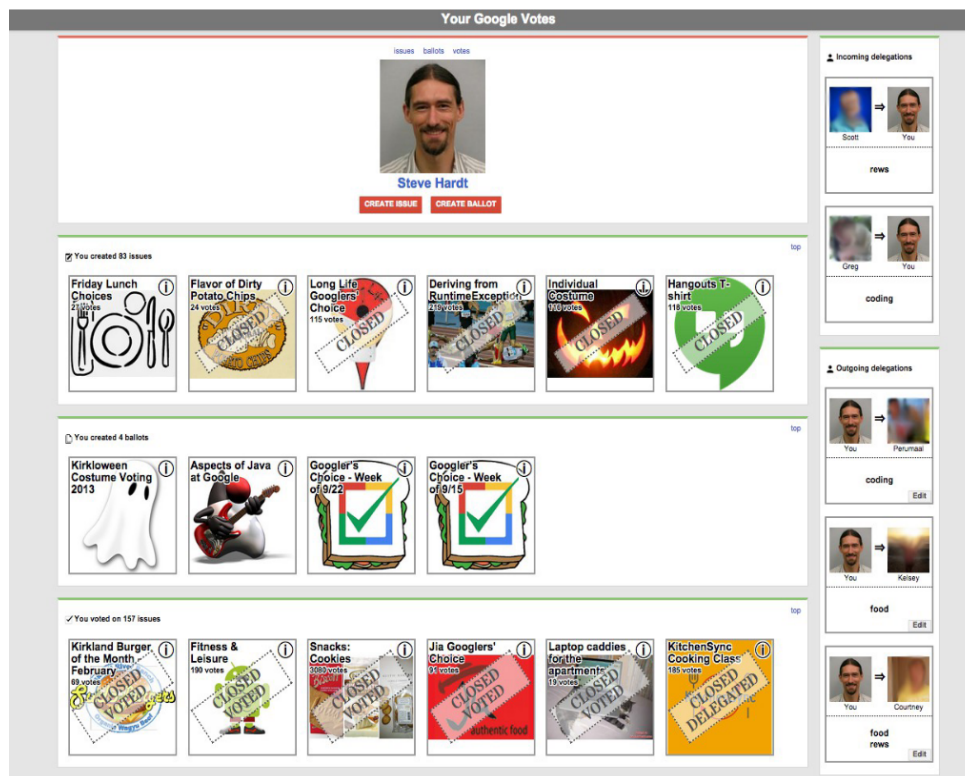 Your Google Votes
issues ballots votes
Steve Hardt
CREATE ISSUE CREATE BALLOT
top
You created 83 issues
Friday Lunch
Choices
Flavor of Dirty
Potato Chips
24 votes
CLOSED
Long Life
Googlers'
Choice
115 votes
CLOSED
Deriving from
RuntimeException
CLOSED
Individual
Costume
CLOSED
Hangouts T-
shirt
118 votes
CLOSED
top
You created 4 ballots
Kirkloween
Costume Voting
2013
Aspects of Java
at Google
Googler's
Choice - Week
of 9/22
Googler's
Choice - Week
of 9/15
top
You voted on 157 issues
Kirkland Burger
of the Month -
February
69 votes
CLOSED
VOTED
Fitness &
Leisure
190 votes
CLOSED
VOTED
Snacks:
Cookies
3080 votes
CLOSED
VOTED
Jia Googlers'
Choice
91 votes
CLOSED
VOTED
authentic food
Laptop caddies
for the
apartment
19 votes
CLOSED
VOTED
KitchenSync
Cooking Class
185 votes
CLOSED
DELEGATED
Incoming delegations
Scott You
rews
Greg You
coding
Outgoing delegations
You Perumaal
coding
Edit
You Kelsey
food
Edit
You Courtney
food
rews
Edit